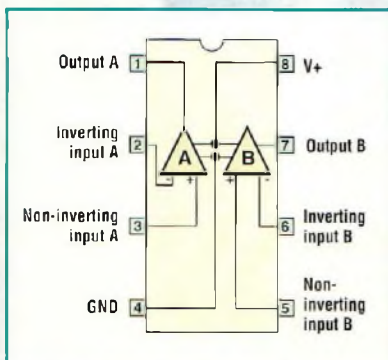 Output A
1
8
V+
Inverting
input A
2
7
Output B
A
B
-
+
+
-
Non-inverting
input A
3
6
Inverting
input B
GND
4
5
Non-
inverting
input B